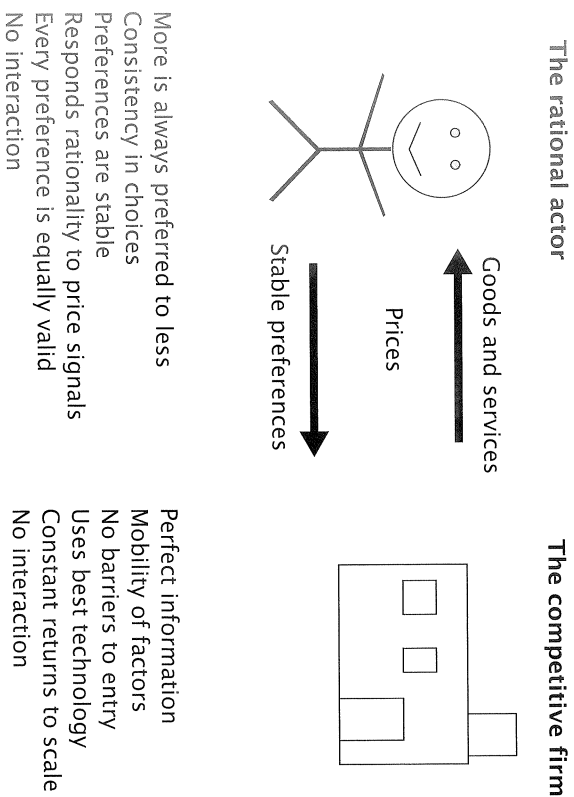 The rational actor
The competitive firm
Goods and services
Prices
Stable preferences
More is always preferred to less
Consistency in choices
Preferences are stable
Responds rationality to price signals
Every preference is equally valid
No interaction
Perfect information
Mobility of factors
No barriers to entry
Uses best technology
Constant returns to scale
No interaction